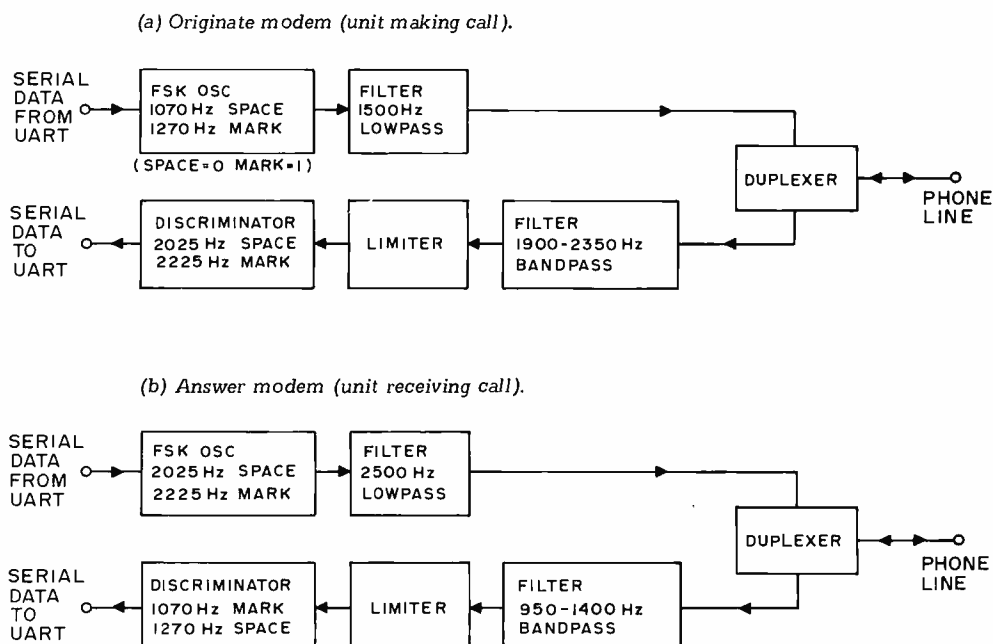 (a) Originate modem (unit making call).
SERIAL
DATA
FROM
UART
FSK OSC
1070 Hz SPACE
1270 Hz MARK
(SPACE=0 MARK=1)
FILTER
1500Hz
LOWPASS
DUPLEXER
PHONE
LINE
SERIAL
DATA
TO
UART
DISCRIMINATOR
2025 Hz SPACE
2225 Hz MARK
LIMITER
FILTER
1900-2350 Hz
BANDPASS
(b) Answer modem (unit receiving call).
SERIAL
DATA
FROM
UART
FSK OSC
2025 Hz SPACE
2225 Hz MARK
FILTER
2500 Hz
LOWPASS
DUPLEXER
PHONE
LINE
SERIAL
DATA
TO
UART
DISCRIMINATOR
1070 Hz MARK
1270 Hz SPACE
LIMITER
FILTER
950-1400 Hz
BANDPASS